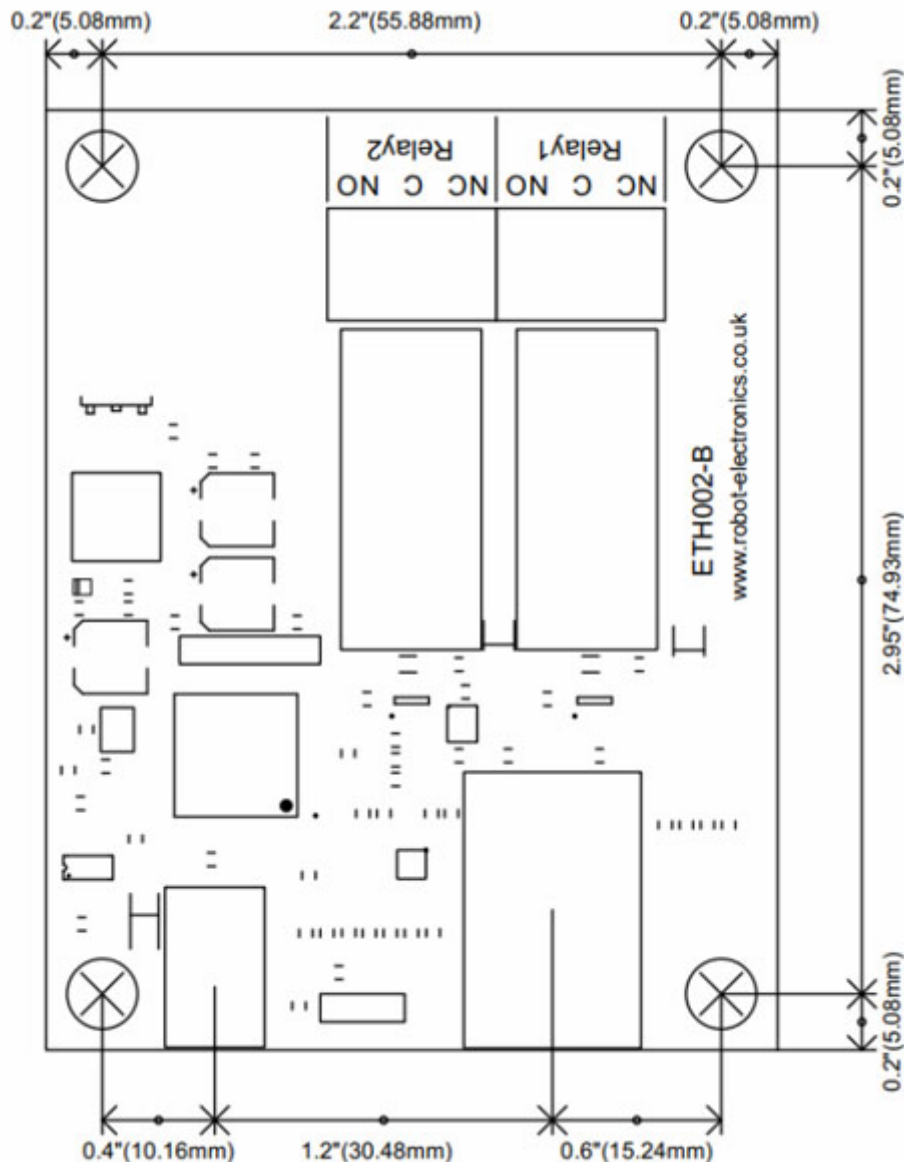 0.2"(5.08mm)
2.2"(55.88mm)
0.2"(5.08mm)
0.2"(5.08mm)
Relay2
Relay1
NO C NC NO C NC
ETH002-B
www.robot-electronics.co.uk
2.95"(74.93mm)
0.2"(5.08mm)
0.4"(10.16mm)
1.2"(30.48mm)
0.6"(15.24mm)